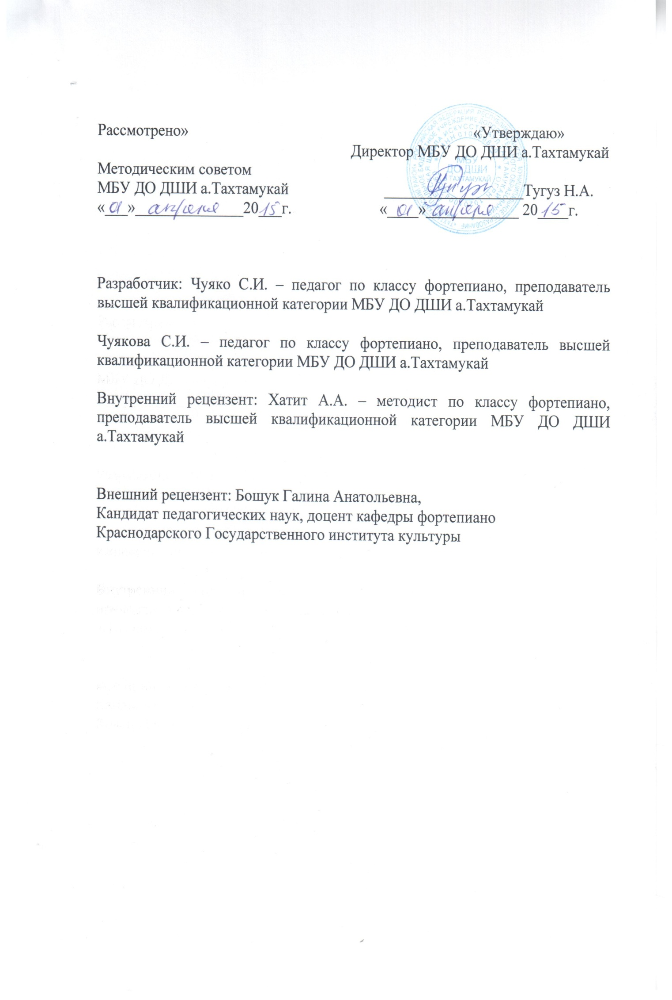 Рассмотрено»
Методическим советом
МБУ ДО ДШИ а.Тахтамукай
«01» апреля 2015г.
«Утверждаю»
Директор МБУ ДО ДШИ а.Тахтамукай
Тугуз Н.А.
«01» апреля 2015г.
МБУ
ДО ДШИ
ТАХТАМУКАЙ
Разработчик: Чуяко С.И. – педагог по классу фортепиано, преподаватель
высшей квалификационной категории МБУ ДО ДШИ а.Тахтамукай
Чуякова С.И. – педагог по классу фортепиано, преподаватель высшей
квалификационной категории МБУ ДО ДШИ а.Тахтамукай
Внутренний рецензент: Хатит А.А. – методист по классу фортепиано,
преподаватель высшей квалификационной категории МБУ ДО ДШИ
а.Тахтамукай
Внешний рецензент: Бошук Галина Анатольевна,
Кандидат педагогических наук, доцент кафедры фортепиано
Краснодарского Государственного института культуры